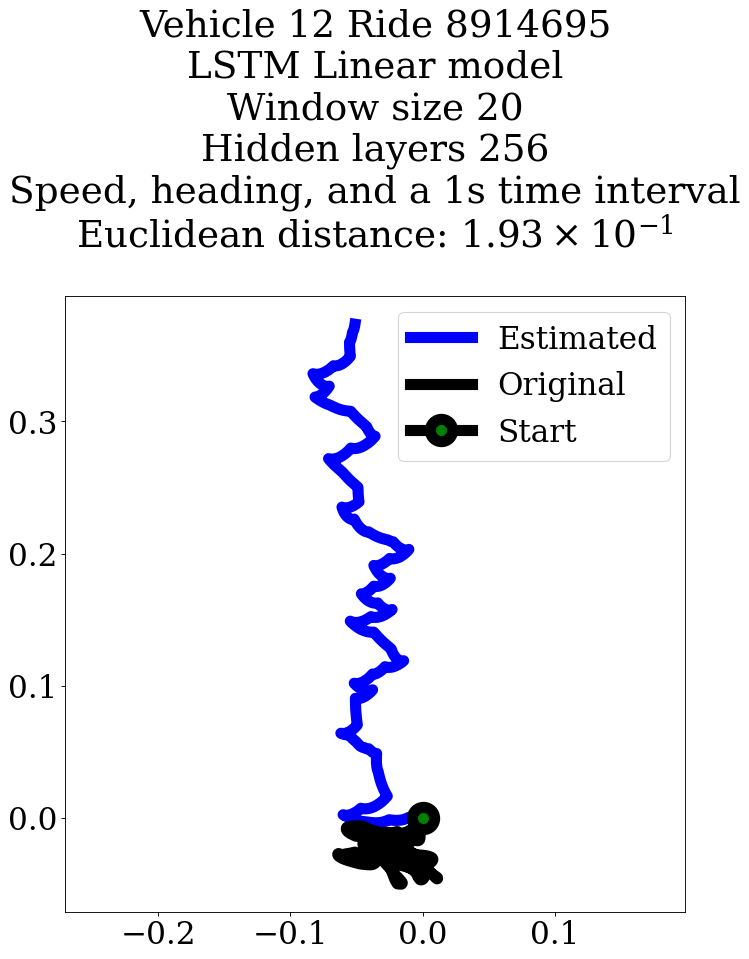 Vehicle 12 Ride 8914695
LSTM Linear model
Window size 20
Hidden layers 256
Speed, heading, and a 1s time interval
Euclidean distance: 1.93 × 10⁻¹
Estimated
Original
Start
0.3
0.2
0.1
0.0
−0.2 −0.1 0.0 0.1